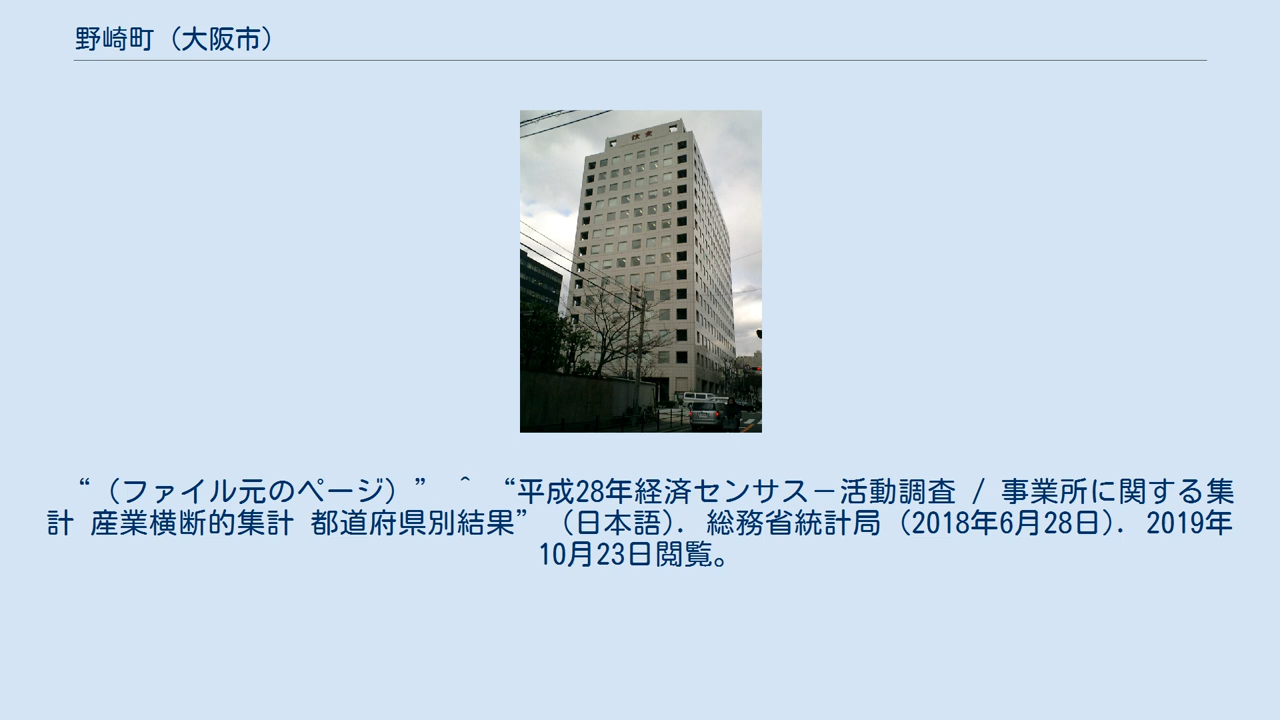 野崎町（大阪市）
“（ファイル元のページ）” ^ “平成28年経済センサス－活動調査 / 事業所に関する集
計 産業横断的集計 都道府県別結果” （日本語）. 総務省統計局 (2018年6月28日). 2019年
10月23日閲覧。